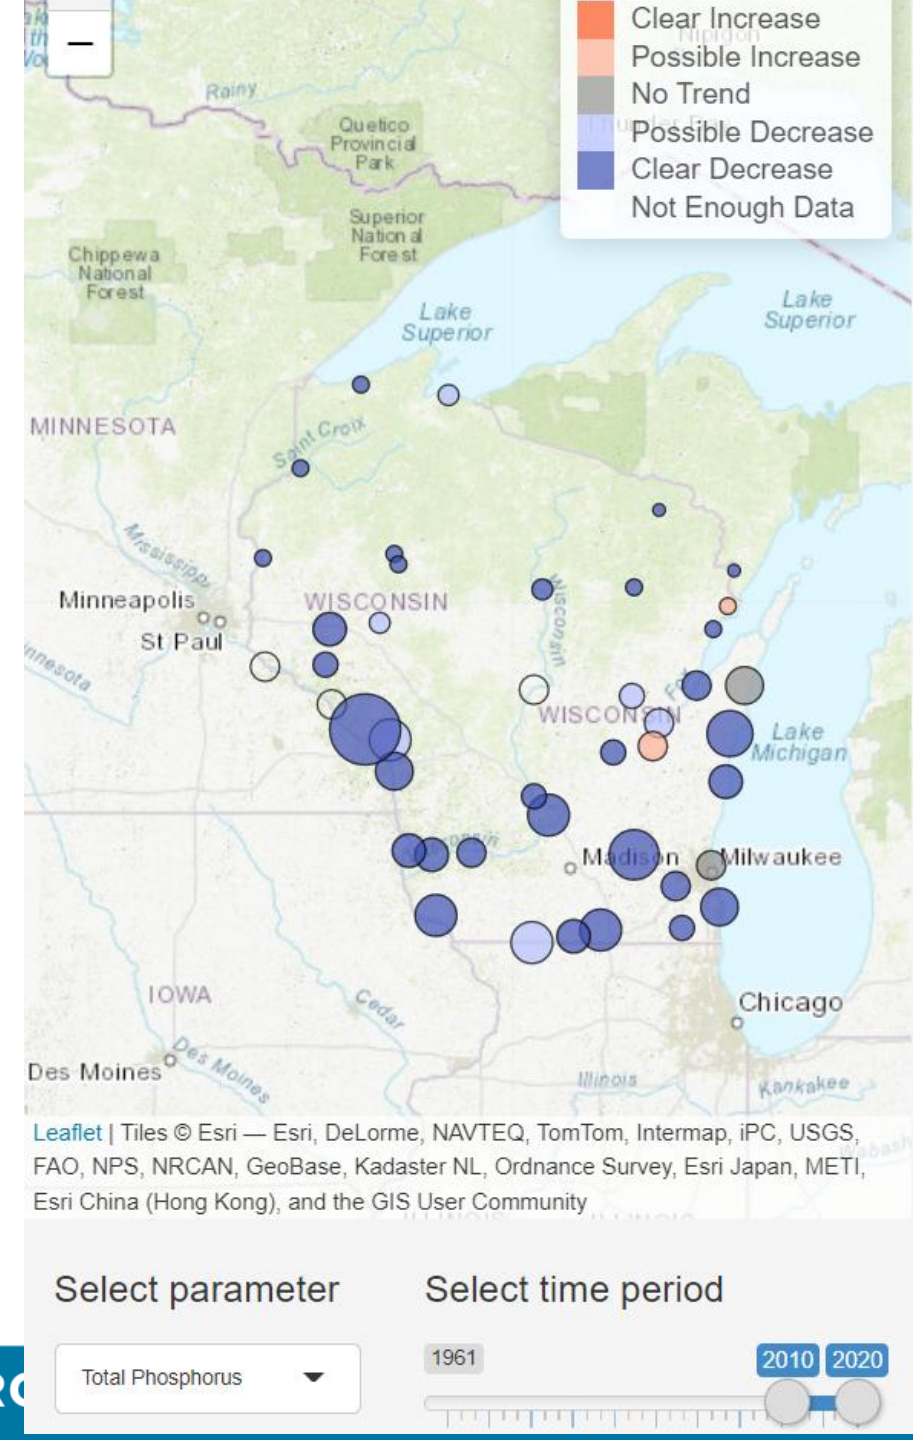 Clear Increase
Possible Increase
No Trend
Possible Decrease
Clear Decrease
Not Enough Data
Nipigon
−
Rainy
Quetico
Provincial
Park
Superior
National
Forest
Chippewa
National
Forest
Lake
Superior
Lake
Superior
MINNESOTA
Saint Croix
Mississippi
Minneapolis
St Paul
WISCONSIN
Wisconsin
nnesota
Fox
WISCONSIN
Lake
Michigan
Madison
Milwaukee
IOWA
Cedar
Chicago
Des Moines
Des Moines
Illinois
Kankakee
Wabash
Leaflet | Tiles © Esri — Esri, DeLorme, NAVTEQ, TomTom, Intermap, iPC, USGS,
FAO, NPS, NRCAN, GeoBase, Kadaster NL, Ordnance Survey, Esri Japan, METI,
Esri China (Hong Kong), and the GIS User Community
Select parameter
Select time period
Total Phosphorus
1961
2010
2020